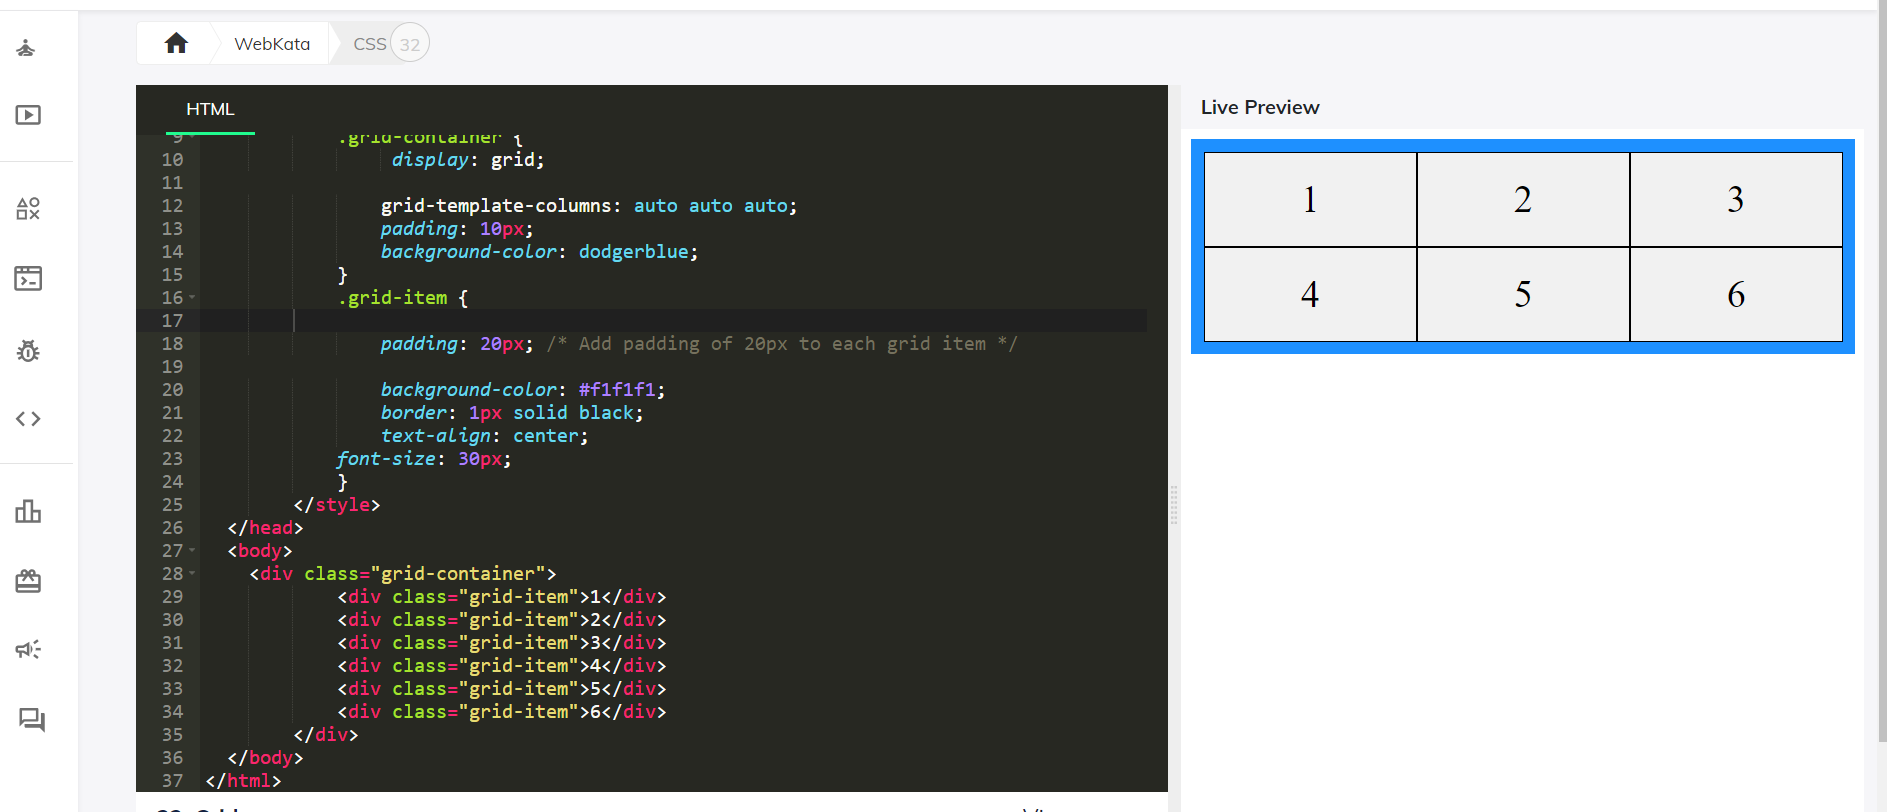 WebKata
CSS 32
HTML
9 .grid-container {
10 display: grid;
11
12 grid-template-columns: auto auto auto;
13 padding: 10px;
14 background-color: dodgerblue;
15 }
16 .grid-item {
17
18 padding: 20px; /* Add padding of 20px to each grid item */
19
20 background-color: #f1f1f1;
21 border: 1px solid black;
22 text-align: center;
23 font-size: 30px;
24 }
25 </style>
26 </head>
27 <body>
28 <div class="grid-container">
29 <div class="grid-item">1</div>
30 <div class="grid-item">2</div>
31 <div class="grid-item">3</div>
32 <div class="grid-item">4</div>
33 <div class="grid-item">5</div>
34 <div class="grid-item">6</div>
35 </div>
36 </body>
37 </html>
Live Preview
1 2 3
4 5 6